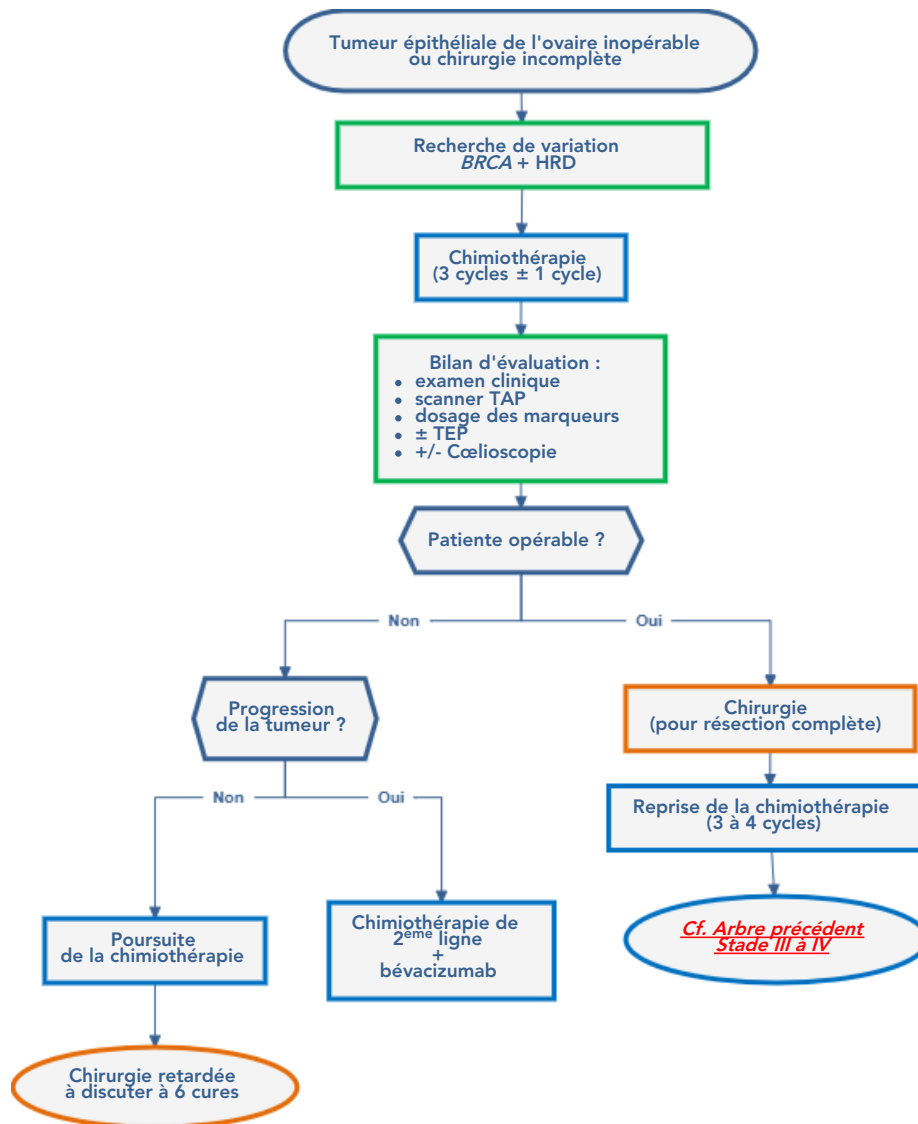 Tumeur épithéliale de l'ovaire inopérable
ou chirurgie incomplète
Recherche de variation
BRCA + HRD
Chimiothérapie
(3 cycles ± 1 cycle)
Bilan d'évaluation :
• examen clinique
• scanner TAP
• dosage des marqueurs
• ± TEP
• +/- Cœlioscopie
Patiente opérable ?
Non
Oui
Progression
de la tumeur ?
Chirurgie
(pour résection complète)
Non
Oui
Reprise de la chimiothérapie
(3 à 4 cycles)
Poursuite
de la chimiothérapie
Chimiothérapie de
2ème ligne
+
bévacizumab
Cf. Arbre précédent
Stade III à IV
Chirurgie retardée
à discuter à 6 cures